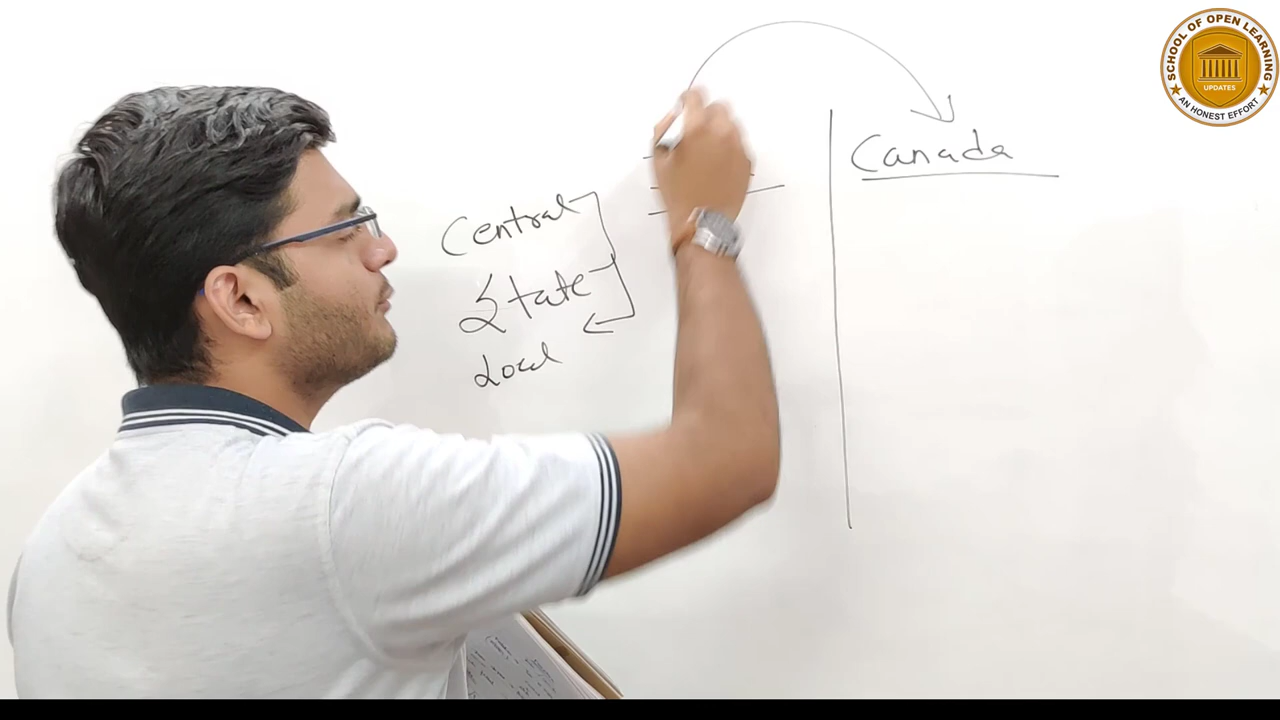 Central
State
Local
Canada
SCHOOL OF OPEN LEARNING
UPDATES
AN HONEST EFFORT